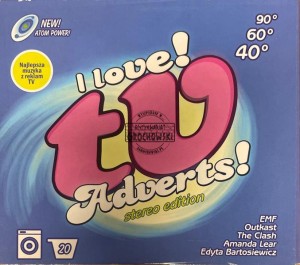 NEW!
ATOM POWER!
90°
60°
40°
Najlepsza
muzyka
z reklam
TV
I love!
tv
GROCHOWSKI
Adverts!
stereo edition
20
EMF
Outkast
The Clash
Amanda Lear
Edyta Bartosiewicz